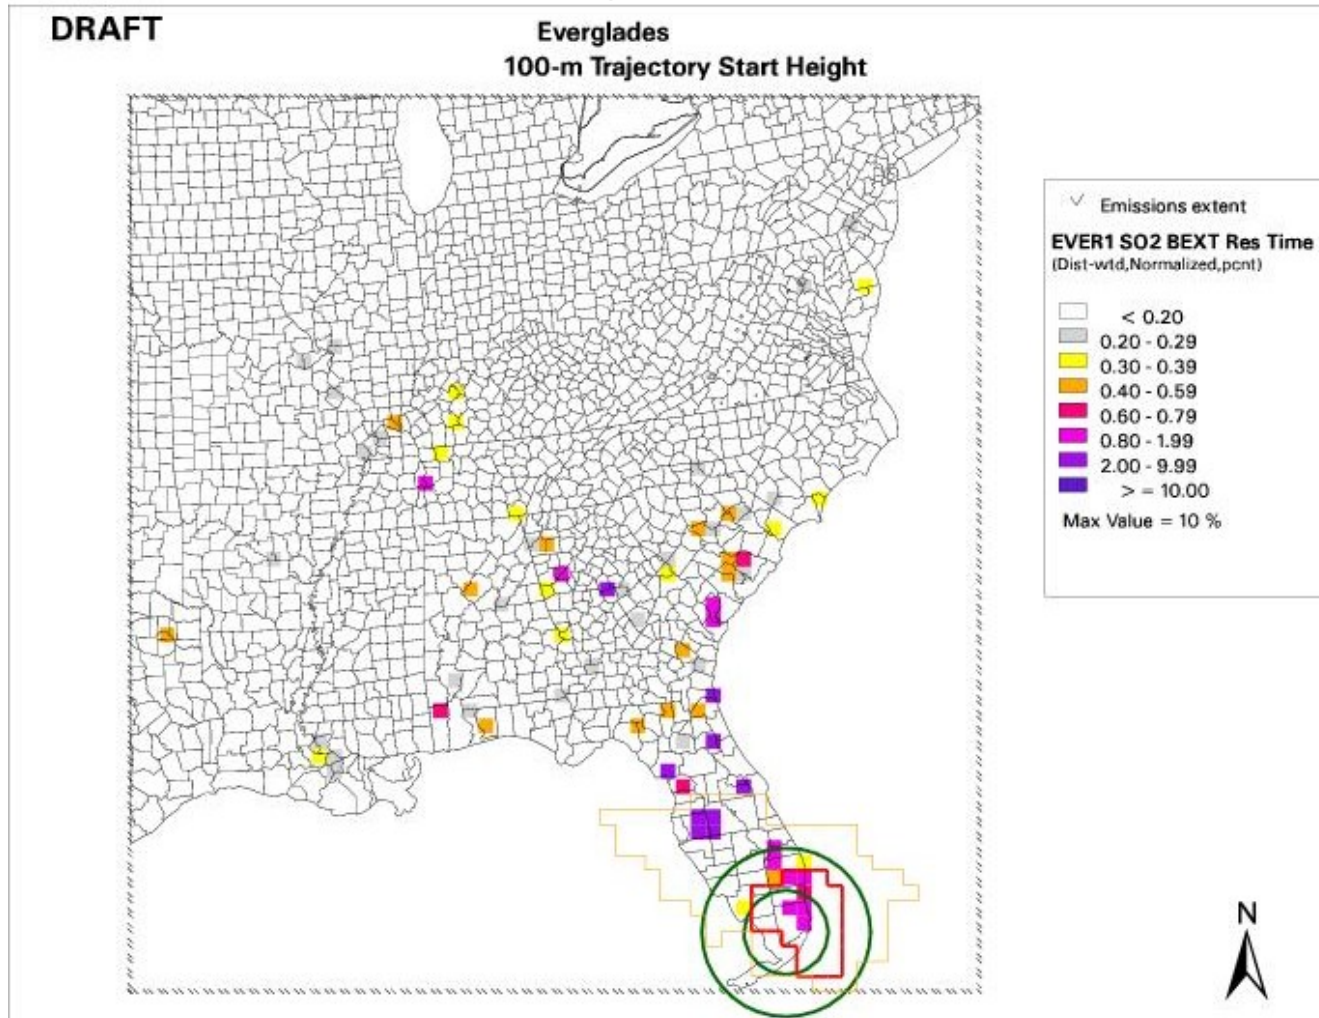 DRAFT
Everglades
100-m Trajectory Start Height
Emissions extent
EVER1 SO2 BEXT Res Time
(Dist-wtd,Normalized,pcnt)
< 0.20
0.20 - 0.29
0.30 - 0.39
0.40 - 0.59
0.60 - 0.79
0.80 - 1.99
2.00 - 9.99
> = 10.00
Max Value = 10 %
N